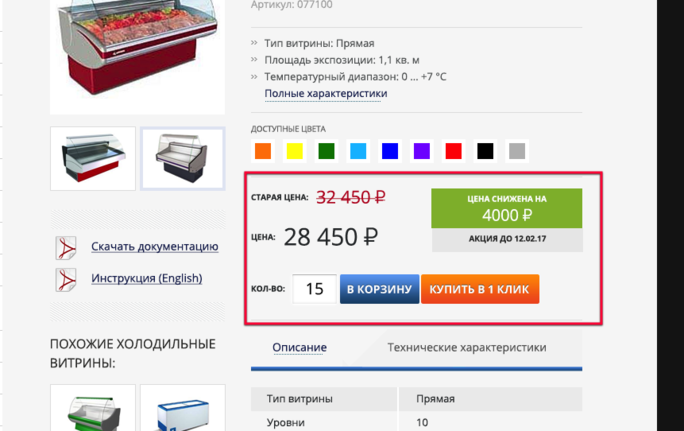 Артикул: 077100
›› Тип витрины: Прямая
›› Площадь экспозиции: 1,1 кв. м
›› Температурный диапазон: 0 ... +7 °C
Полные характеристики
ДОСТУПНЫЕ ЦВЕТА
СТАРАЯ ЦЕНА: 32 450 ₽
ЦЕНА СНИЖЕНА НА
4000 ₽
ЦЕНА: 28 450 ₽
АКЦИЯ ДО 12.02.17
КОЛ-ВО: 15 В КОРЗИНУ КУПИТЬ В 1 КЛИК
Скачать документацию
Инструкция (English)
ПОХОЖИЕ ХОЛОДИЛЬНЫЕ
ВИТРИНЫ:
Описание Технические характеристики
Тип витрины Прямая
Уровни 10